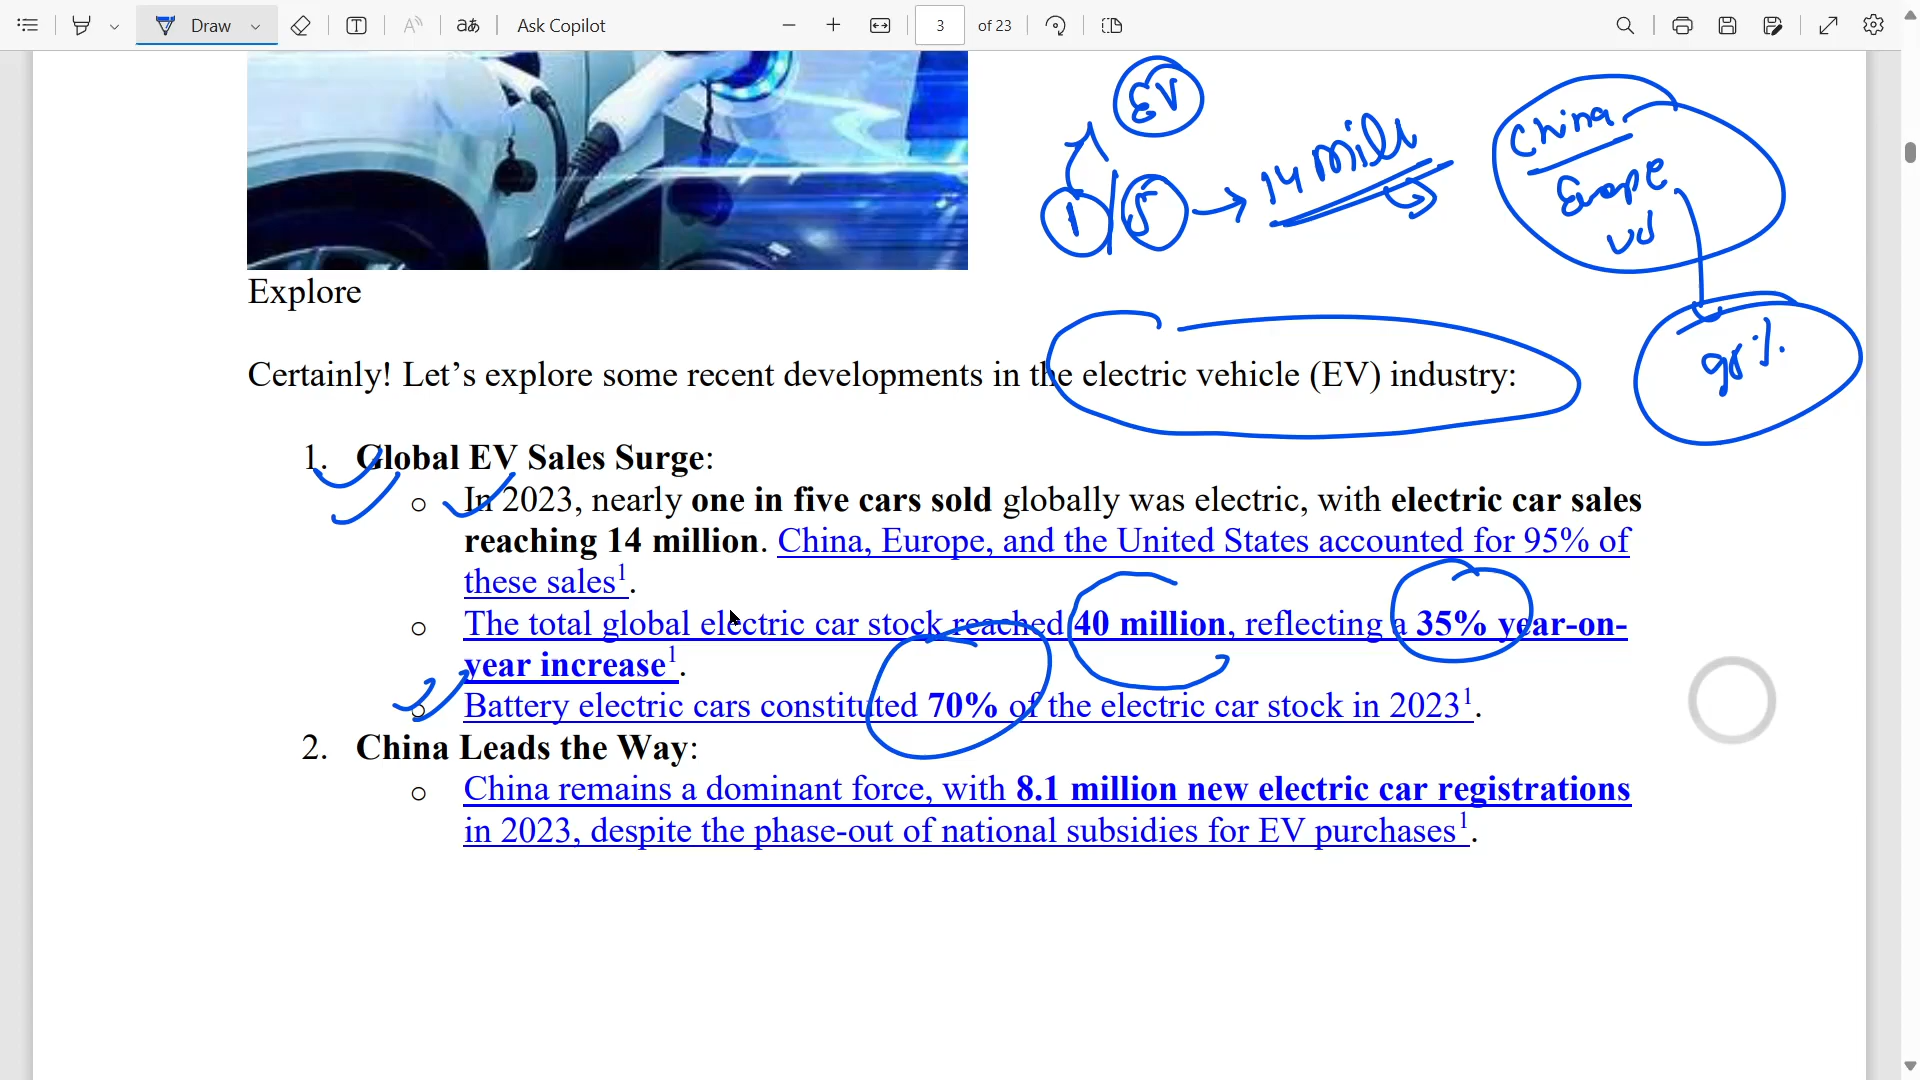 Draw
Ask Copilot
3 of 23
EV
1/5 → 14 mill
China
Europe
Explore
Certainly! Let’s explore some recent developments in the electric vehicle (EV) industry:
1. Global EV Sales Surge:
o In 2023, nearly one in five cars sold globally was electric, with electric car sales
reaching 14 million. China, Europe, and the United States accounted for 95% of
these sales1.
o The total global electric car stock reached 40 million, reflecting a 35% year-on-
year increase1.
o Battery electric cars constituted 70% of the electric car stock in 20231.
2. China Leads the Way:
o China remains a dominant force, with 8.1 million new electric car registrations
in 2023, despite the phase-out of national subsidies for EV purchases1.